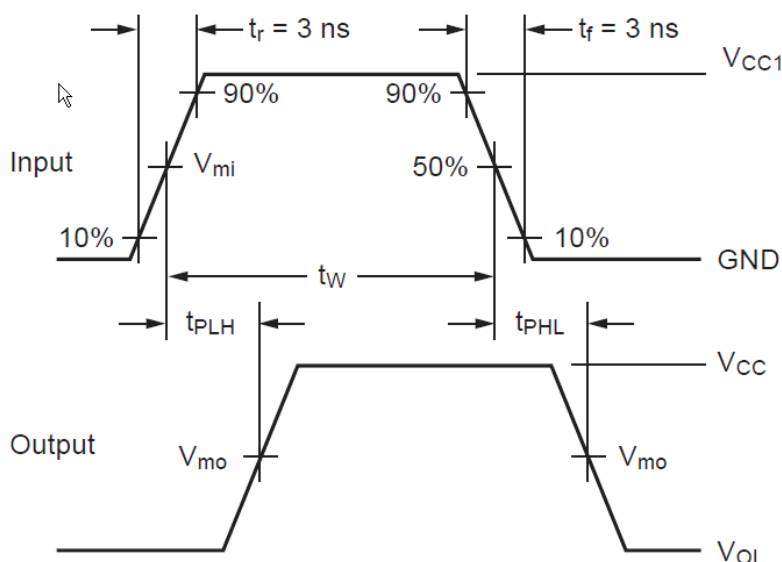 tr = 3 ns
tf = 3 ns
VCC1
90%
90%
Input
Vmi
50%
10%
10%
GND
tW
tPLH
tPHL
VCC
Output
Vmo
Vmo
VOL